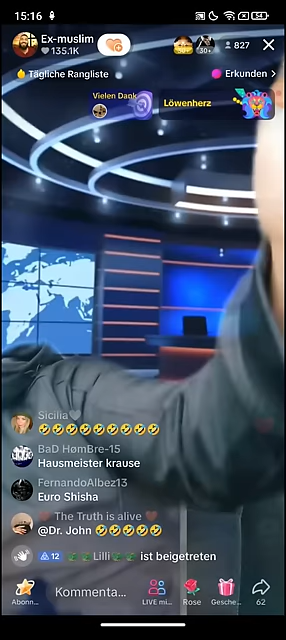 15:16
54
Ex-muslim
135.1K
30+
827
Tägliche Rangliste
Erkunden >
Vielen Dank
Löwenherz
Sicilia
BaD HømBre-15
Hausmeister krause
FernandoAlbez13
Euro Shisha
The Truth is alive
@Dr. John
12 Lilli ist beigetreten
Abonn...
Kommenta...
LIVE mi...
Rose
Gesche...
62